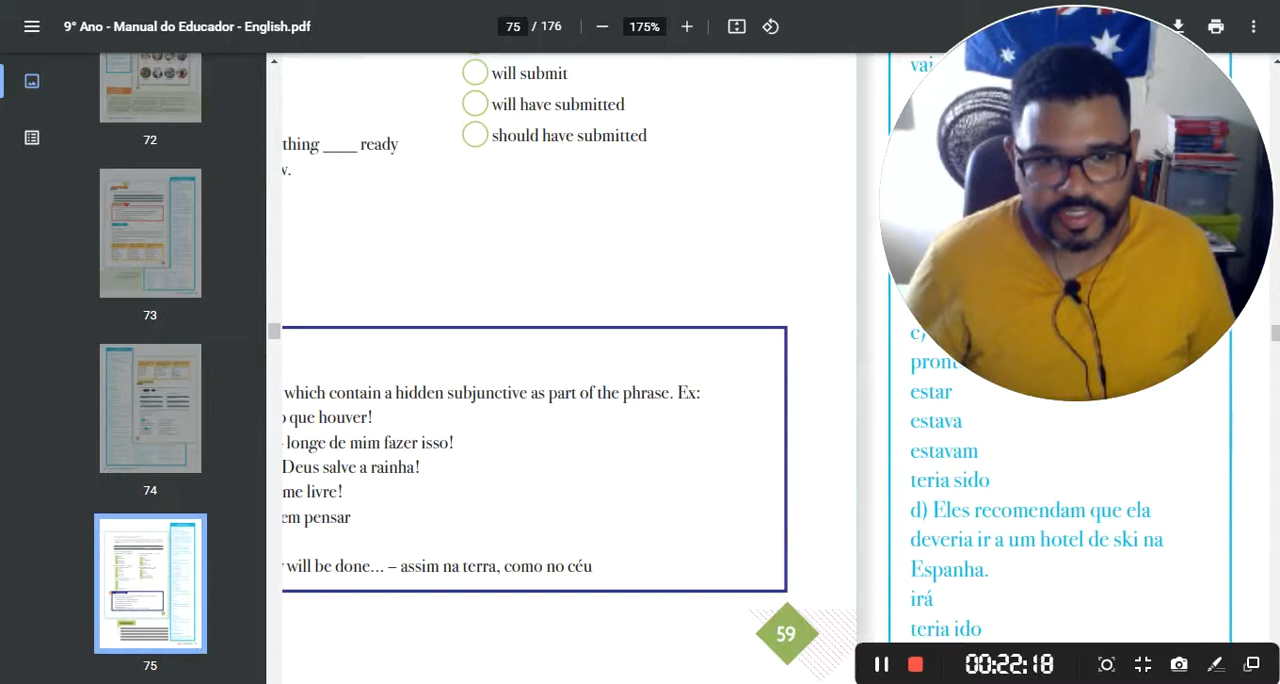 9° Ano - Manual do Educador - English.pdf
75 / 176
175%
72
73
74
75
will submit
will have submitted
should have submitted
thing ____ ready
which contain a hidden subjunctive as part of the phrase. Ex:
que houver!
longe de mim fazer isso!
Deus salve a rainha!
me livre!
em pensar
will be done... – assim na terra, como no céu
59
vai
estar
estava
estavam
teria sido
d) Eles recomendam que ela
deveria ir a um hotel de ski na
Espanha.
irá
teria ido
00:22:18